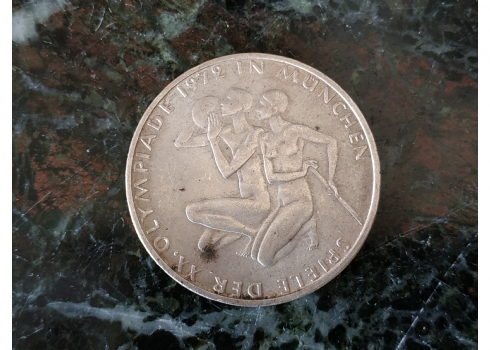 SPIELE DER XX. OLYMPIADE 1972 IN MÜNCHEN